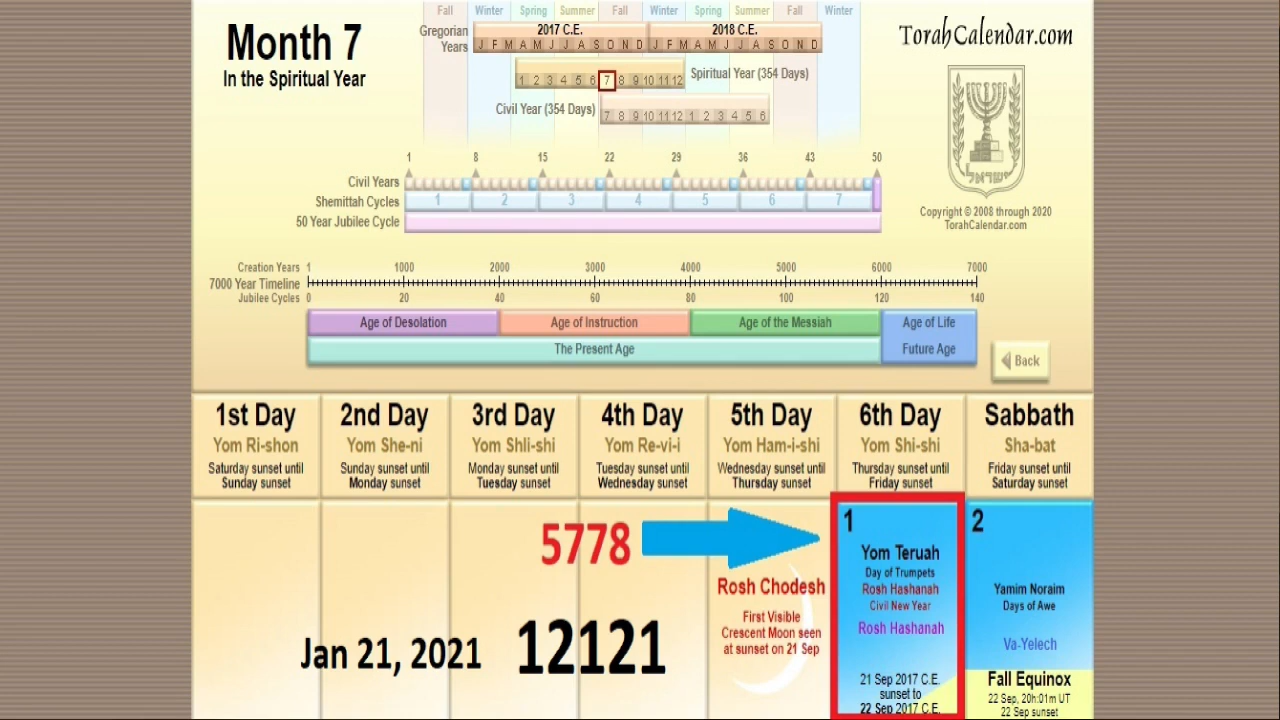 Month 7
In the Spiritual Year
Fall Winter Spring Summer Fall Winter Spring Summer Fall Winter
Gregorian Years
2017 C.E. 2018 C.E.
J F M A M J J A S O N D J F M A M J J A S O N D
1 2 3 4 5 6 7 8 9 10 11 12 Spiritual Year (354 Days)
Civil Year (354 Days) 7 8 9 10 11 12 1 2 3 4 5 6
TorahCalendar.com
ישראל
Copyright © 2008 through 2020
TorahCalendar.com
1 8 15 22 29 36 43 50
Civil Years
Shemittah Cycles 1 2 3 4 5 6 7
50 Year Jubilee Cycle
Creation Years 1 1000 2000 3000 4000 5000 6000 7000
7000 Year Timeline
Jubilee Cycles 0 20 40 60 80 100 120 140
Age of Desolation Age of Instruction Age of the Messiah Age of Life
The Present Age Future Age
Back
1st Day 2nd Day 3rd Day 4th Day 5th Day 6th Day Sabbath
Yom Ri-shon Yom She-ni Yom Shli-shi Yom Re-vi-i Yom Ham-i-shi Yom Shi-shi Sha-bat
Saturday sunset until Sunday sunset until Monday sunset until Tuesday sunset until Wednesday sunset until Thursday sunset until Friday sunset until
Sunday sunset Monday sunset Tuesday sunset Wednesday sunset Thursday sunset Friday sunset Saturday sunset
5778
Jan 21, 2021 12121
Rosh Chodesh
First Visible
Crescent Moon seen
at sunset on 21 Sep
1
Yom Teruah
Day of Trumpets
Rosh Hashanah
Civil New Year
Rosh Hashanah
21 Sep 2017 C.E.
sunset to
22 Sep 2017 C.E.
2
Yamim Noraim
Days of Awe
Va-Yelech
Fall Equinox
22 Sep, 20h:01m UT
22 Sep sunset